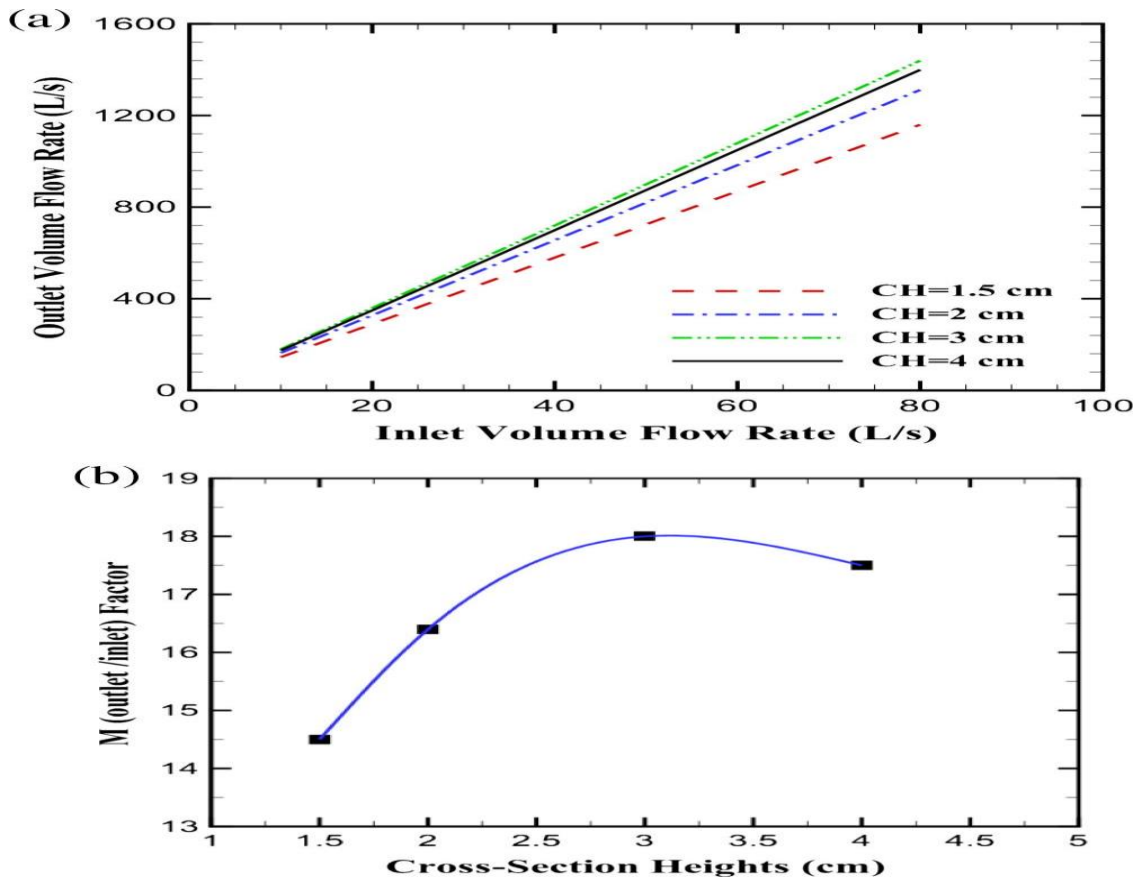 (a)
Outlet Volume Flow Rate (L/s)
1600
1200
800
400
0
0 20 40 60 80 100
CH=1.5 cm
CH=2 cm
CH=3 cm
CH=4 cm
Inlet Volume Flow Rate (L/s)
(b)
M (outlet /inlet) Factor
19
18
17
16
15
14
13
1 1.5 2 2.5 3 3.5 4 4.5 5
Cross-Section Heights (cm)